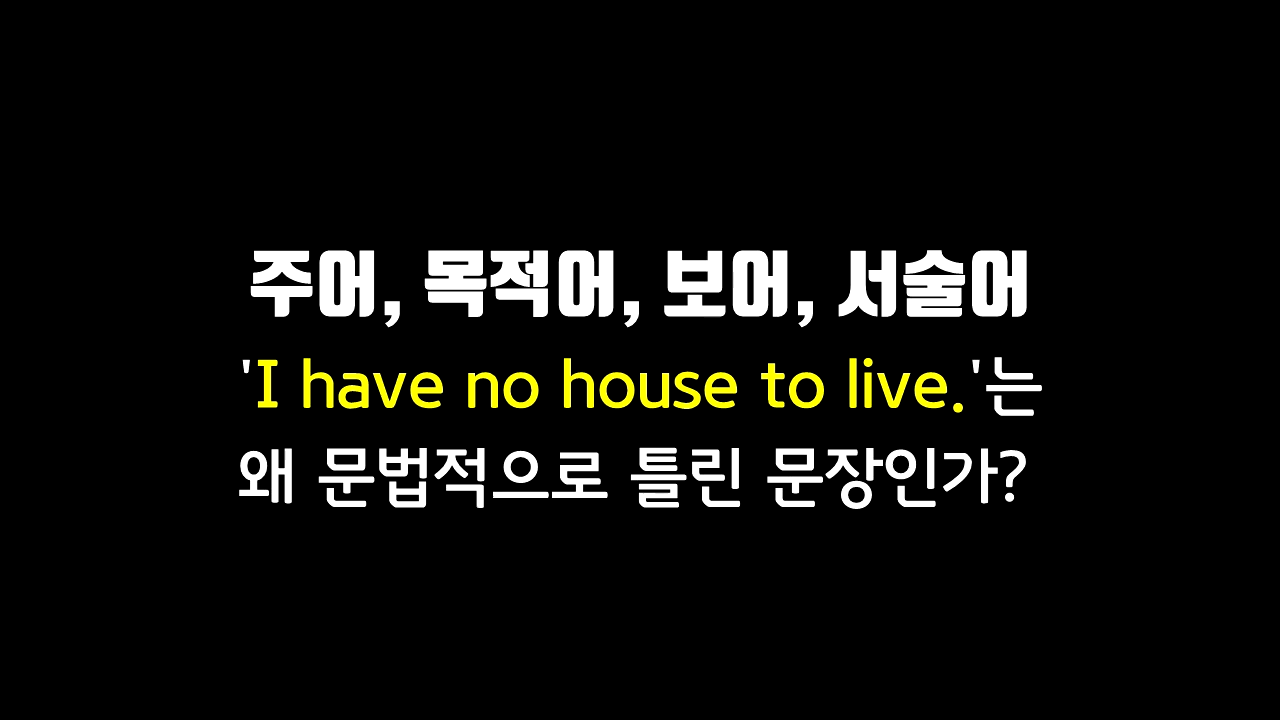 주어, 목적어, 보어, 서술어
'I have no house to live.'는
왜 문법적으로 틀린 문장인가?